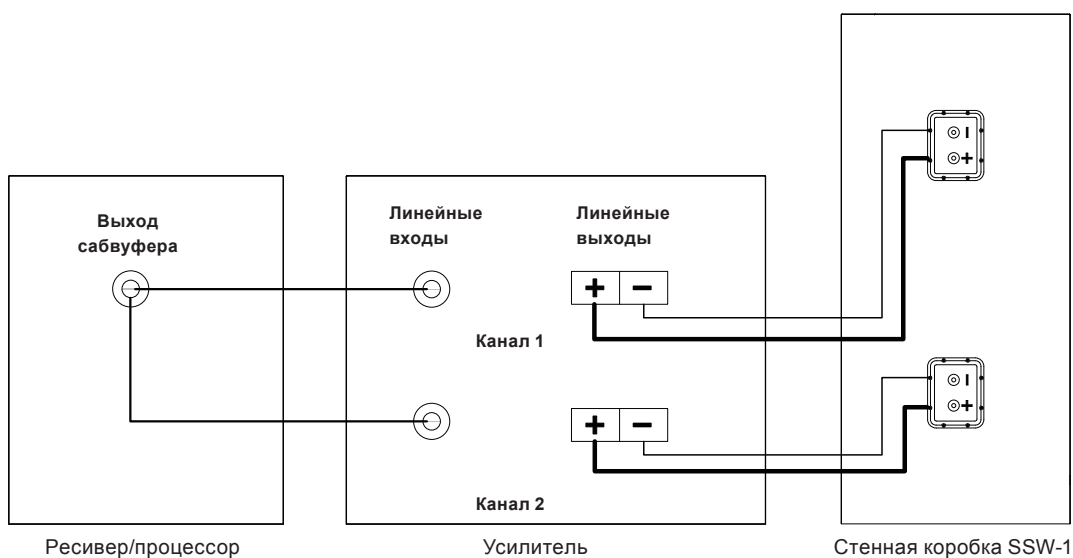 Выход
сабвуфера
Линейные
входы
Линейные
выходы
+ −
Канал 1
+ −
Канал 2
−
+
−
+
Ресивер/процессор
Усилитель
Стенная коробка SSW-1